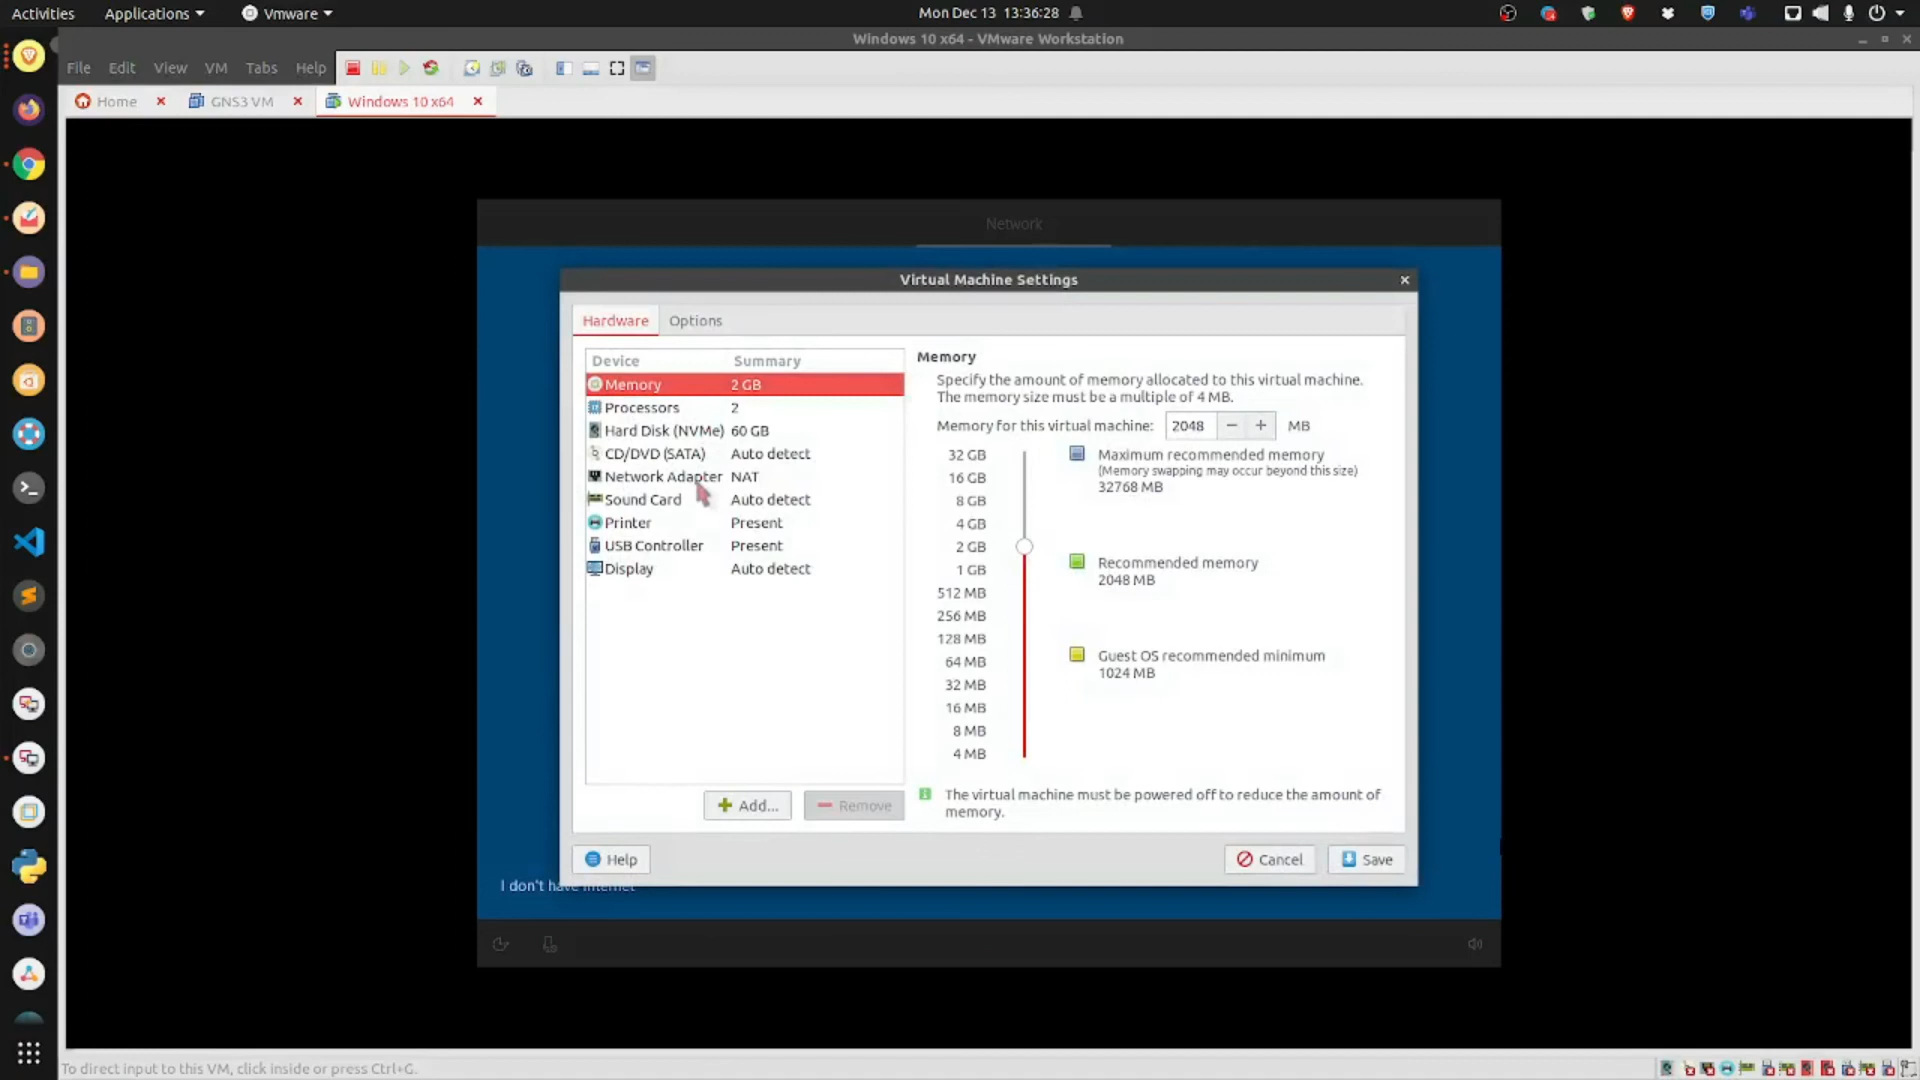 Activities Applications Vmware Mon Dec 13 13:36:28
Windows 10 x64 - VMware Workstation
File Edit View VM Tabs Help
Home GNS3 VM Windows 10 x64
Network
Virtual Machine Settings
Hardware Options
Device Summary
Memory 2 GB
Processors 2
Hard Disk (NVMe) 60 GB
CD/DVD (SATA) Auto detect
Network Adapter NAT
Sound Card Auto detect
Printer Present
USB Controller Present
Display Auto detect
Add... Remove
Memory
Specify the amount of memory allocated to this virtual machine.
The memory size must be a multiple of 4 MB.
Memory for this virtual machine: 2048 − + MB
32 GB
16 GB
8 GB
4 GB
2 GB
1 GB
512 MB
256 MB
128 MB
64 MB
32 MB
16 MB
8 MB
4 MB
Maximum recommended memory
(Memory swapping may occur beyond this size)
32768 MB
Recommended memory
2048 MB
Guest OS recommended minimum
1024 MB
The virtual machine must be powered off to reduce the amount of
memory.
Help Cancel Save
I don't have internet
To direct input to this VM, click inside or press Ctrl+G.